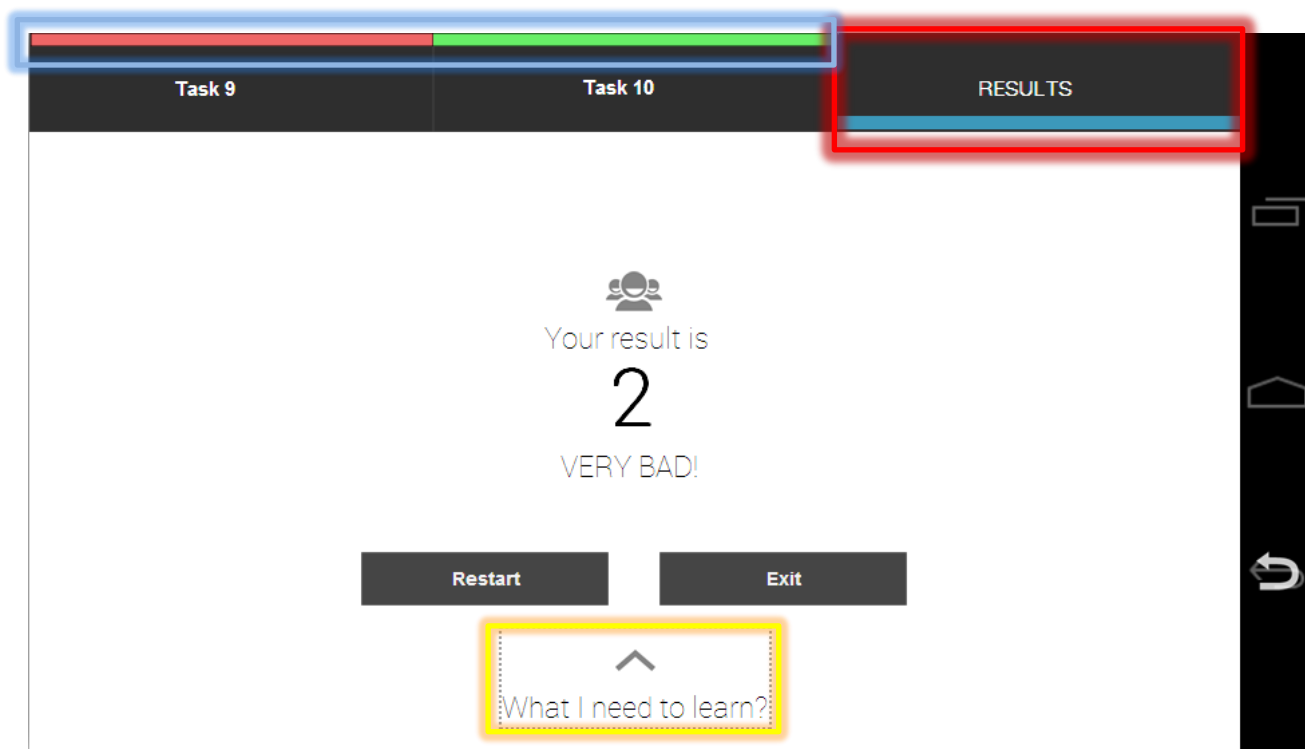 Task 9
Task 10
RESULTS
Your result is
2
VERY BAD!
Restart
Exit
What I need to learn?